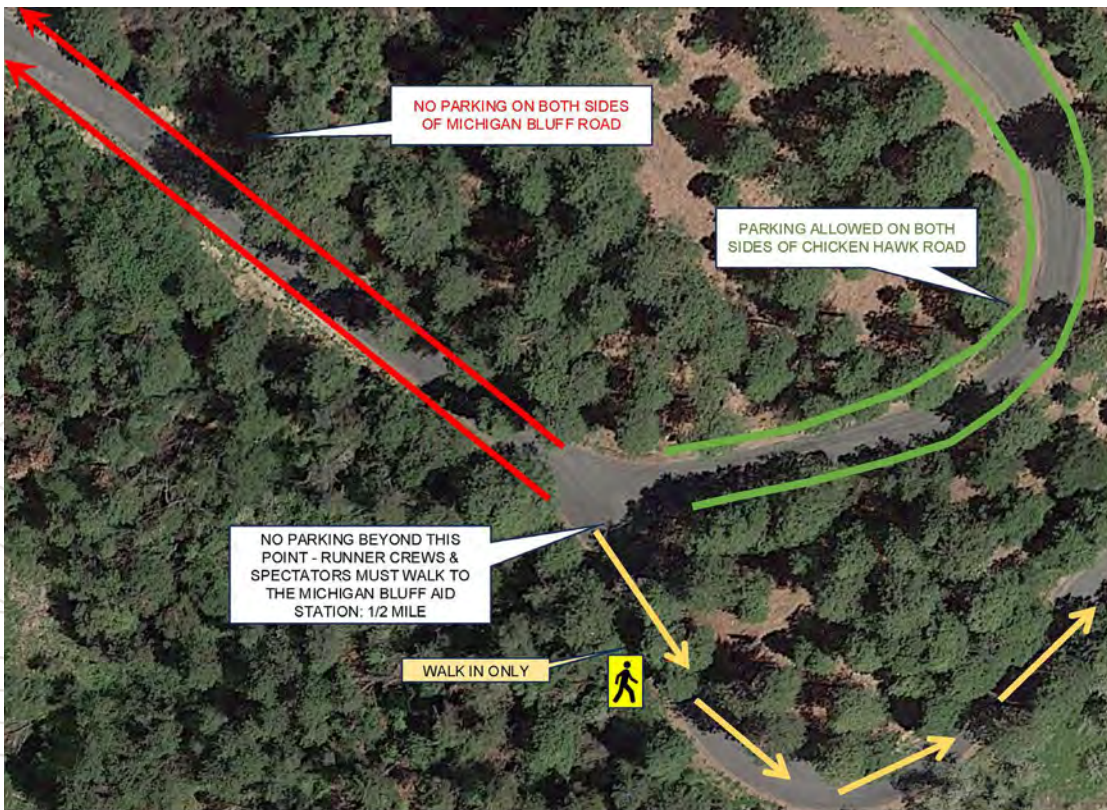 NO PARKING ON BOTH SIDES
OF MICHIGAN BLUFF ROAD
PARKING ALLOWED ON BOTH
SIDES OF CHICKEN HAWK ROAD
NO PARKING BEYOND THIS
POINT - RUNNER CREWS &
SPECTATORS MUST WALK TO
THE MICHIGAN BLUFF AID
STATION: 1/2 MILE
WALK IN ONLY